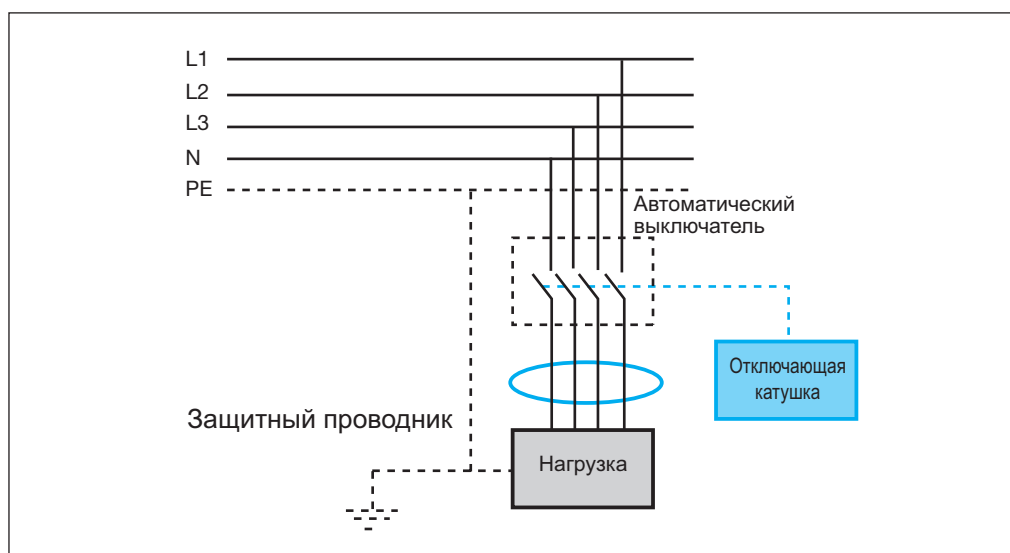 L1
L2
L3
N
PE
Автоматический
выключатель
Отключающая
катушка
Защитный проводник
Нагрузка